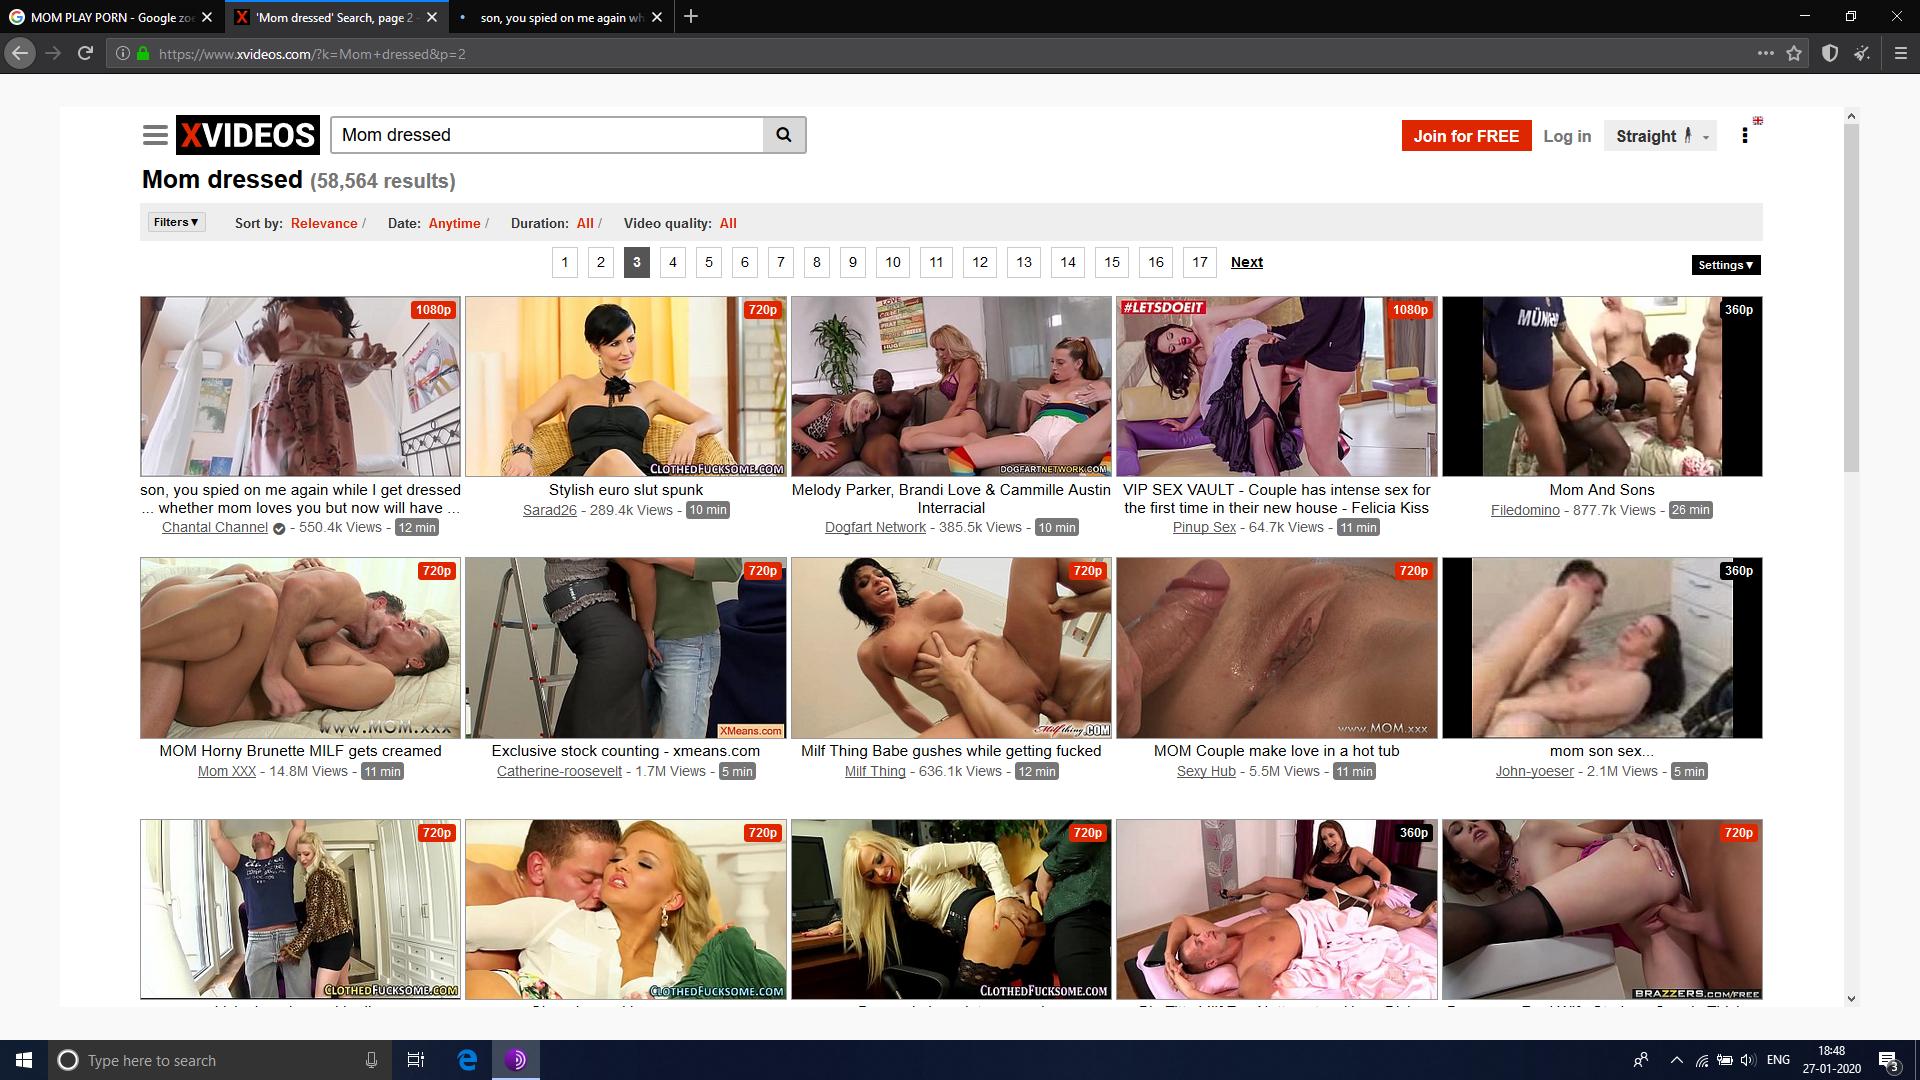 MOM PLAY PORN - Google zoe
'Mom dressed' Search, page 2 -
son, you spied on me again wh
https://www.xvideos.com/?k=Mom+dressed&p=2
XVIDEOS
Mom dressed
Join for FREE
Log in
Straight
Mom dressed (58,564 results)
Filters▼ Sort by: Relevance / Date: Anytime / Duration: All / Video quality: All
1 2 3 4 5 6 7 8 9 10 11 12 13 14 15 16 17 Next
Settings▼
1080p
720p
CLOTHEDFUCKSOME.COM
DOGFARTNETWORK.COM
#LETSDOEIT
1080p
360p
son, you spied on me again while I get dressed
... whether mom loves you but now will have ...
Chantal Channel - 550.4k Views - 12 min
Stylish euro slut spunk
Sarad26 - 289.4k Views - 10 min
Melody Parker, Brandi Love & Cammille Austin
Interracial
Dogfart Network - 385.5k Views - 10 min
VIP SEX VAULT - Couple has intense sex for
the first time in their new house - Felicia Kiss
Pinup Sex - 64.7k Views - 11 min
Mom And Sons
Filedomino - 877.7k Views - 26 min
720p
www.MOM.xxx
720p
XMeans.com
720p
Milfthing.COM
720p
www.MOM.xxx
360p
MOM Horny Brunette MILF gets creamed
Mom XXX - 14.8M Views - 11 min
Exclusive stock counting - xmeans.com
Catherine-roosevelt - 1.7M Views - 5 min
Milf Thing Babe gushes while getting fucked
Milf Thing - 636.1k Views - 12 min
MOM Couple make love in a hot tub
Sexy Hub - 5.5M Views - 11 min
mom son sex...
John-yoeser - 2.1M Views - 5 min
720p
CLOTHEDFUCKSOME.COM
720p
CLOTHEDFUCKSOME.COM
720p
CLOTHEDFUCKSOME.COM
360p
720p
BRAZZERS.COM/FREE
Type here to search
ENG
18:48
27-01-2020
3